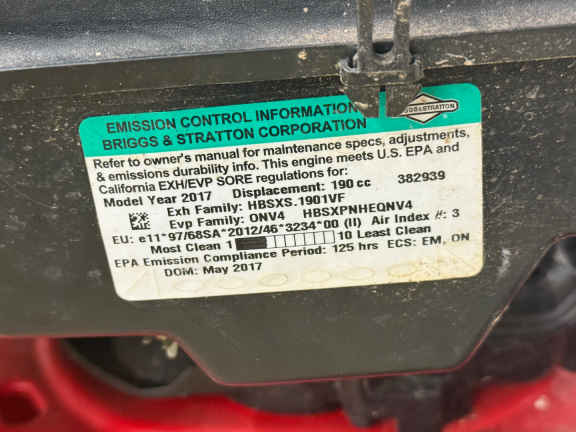 EMISSION CONTROL INFORMATION
BRIGGS & STRATTON CORPORATION
Refer to owner's manual for maintenance specs, adjustments,
& emissions durability info. This engine meets U.S. EPA and
California EXH/EVP SORE regulations for:
Model Year 2017 Displacement: 190 cc 382939
Exh Family: HBSXS.1901VF
Evp Family: ONV4 HBSXPNHEQNV4
EU: e11*97/68SA*2012/46*3234*00 (II) Air Index #: 3
Most Clean 1 10 Least Clean
EPA Emission Compliance Period: 125 hrs ECS: EM, ON
DOM: May 2017